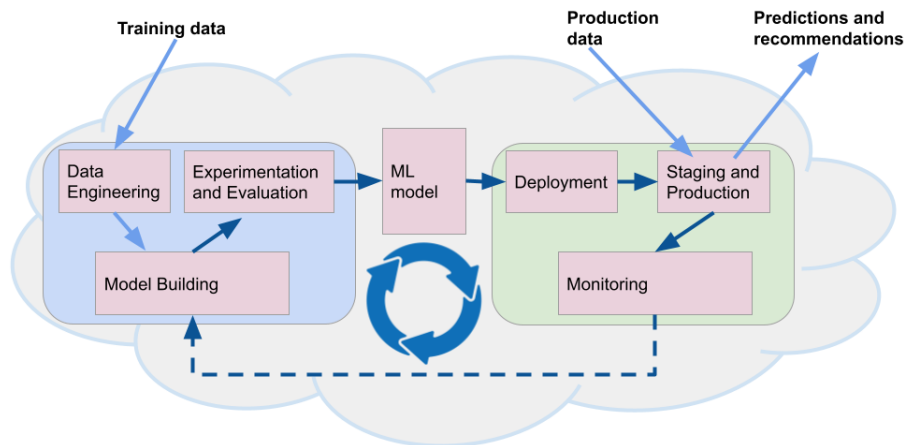 Training data
Production
data
Predictions and
recommendations
Data
Engineering
Experimentation
and Evaluation
ML
model
Deployment
Staging and
Production
Model Building
Monitoring